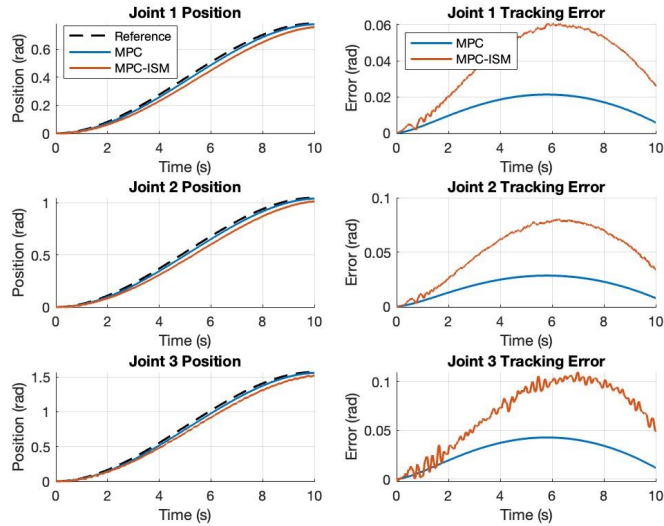 Joint 1 Position
Position (rad)
0.6
0.4
0.2
0
Reference
MPC
MPC-ISM
0 2 4 6 8 10
Time (s)
Joint 1 Tracking Error
Error (rad)
0.06
0.04
0.02
0
MPC
MPC-ISM
0 2 4 6 8 10
Time (s)
Joint 2 Position
Position (rad)
1
0.5
0
0 2 4 6 8 10
Time (s)
Joint 2 Tracking Error
Error (rad)
0.1
0.05
0
0 2 4 6 8 10
Time (s)
Joint 3 Position
Position (rad)
1.5
1
0.5
0
0 2 4 6 8 10
Time (s)
Joint 3 Tracking Error
Error (rad)
0.1
0.05
0
0 2 4 6 8 10
Time (s)